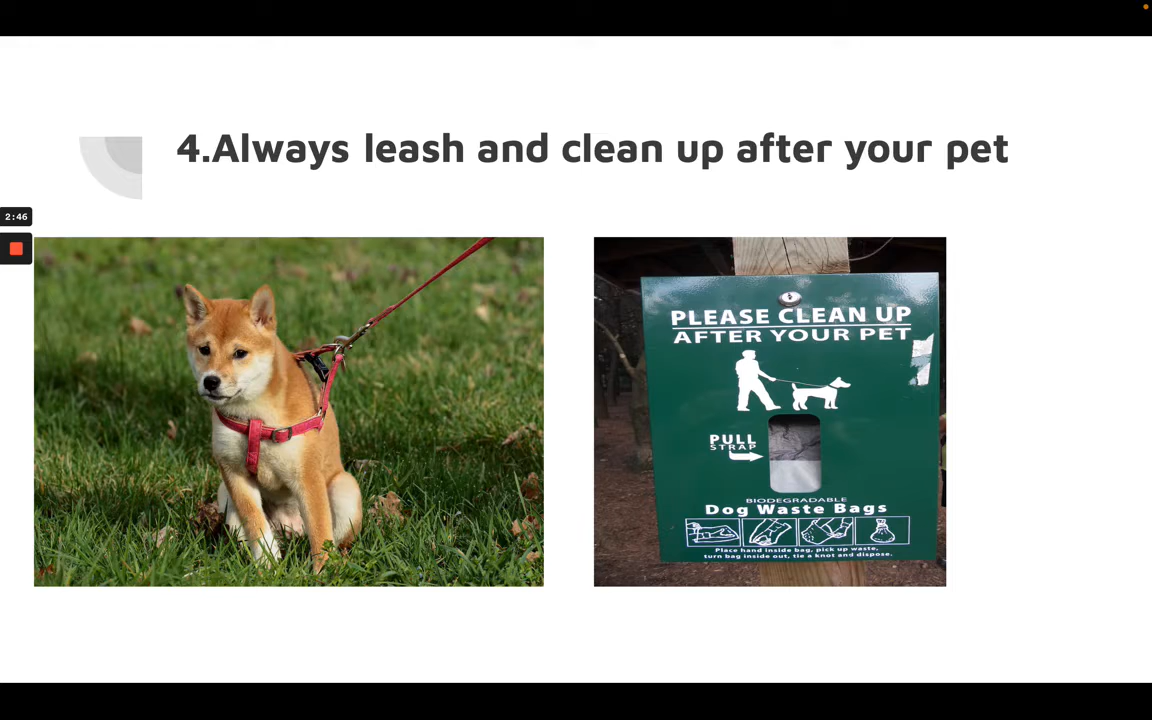 4.Always leash and clean up after your pet
2:46
PLEASE CLEAN UP
AFTER YOUR PET
PULL
STRAP
BIODEGRADABLE
Dog Waste Bags
Place hand inside bag, pick up waste,
turn bag inside out, tie a knot and dispose.